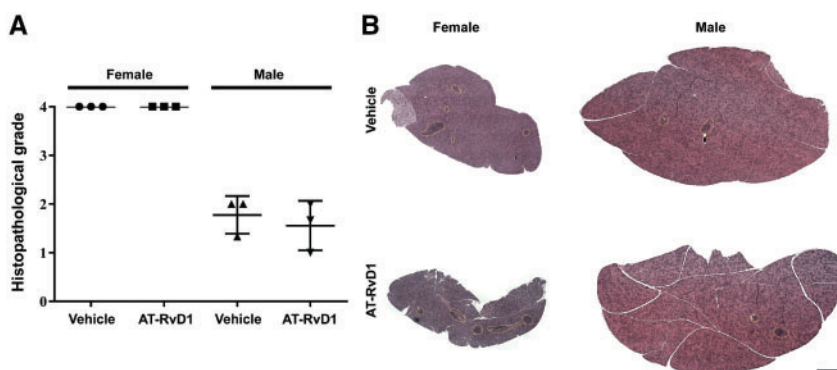 A
Female Male
Histopathological grade
4
3
2
1
Vehicle AT-RvD1 Vehicle AT-RvD1
B
Female Male
Vehicle
AT-RvD1